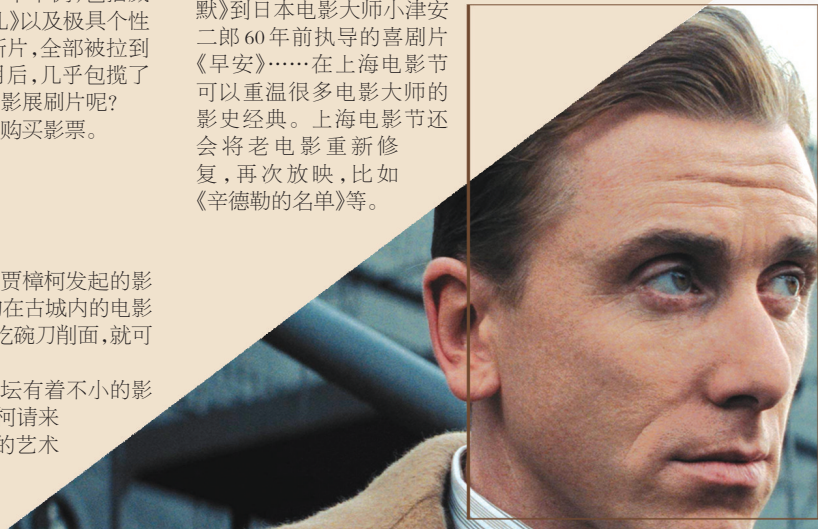 》以及极具个性
片,全部被拉到
后,几乎包揽了
影展刷片呢?
购买影票。
贾樟柯发起的影
在古城内的电影
碗刀削面,就可
坛有着不小的影
柯请来
的艺术
默》到日本电影大师小津安
二郎60年前执导的喜剧片
《早安》……在上海电影节
可以重温很多电影大师的
影史经典。上海电影节还
会将老电影重新修
复,再次放映,比如
《辛德勒的名单》等。